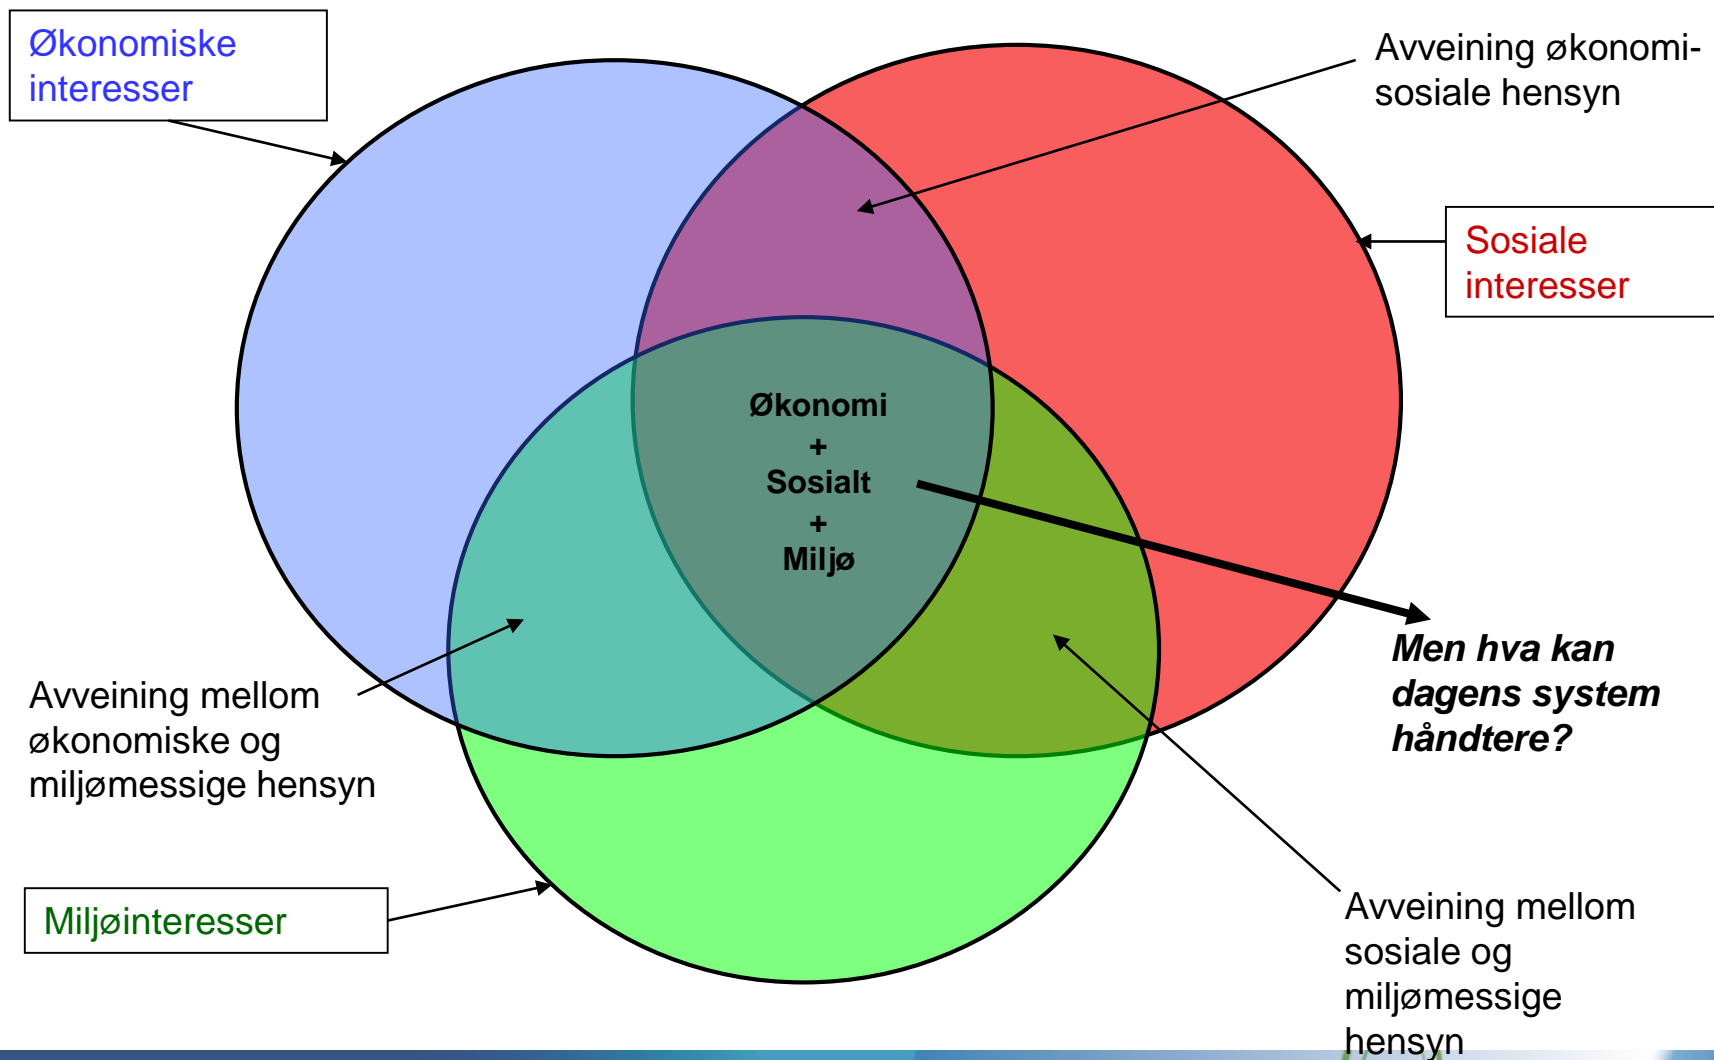 Økonomiske
interesser
Avveining økonomi-
sosiale hensyn
Sosiale
interesser
Økonomi
+
Sosialt
+
Miljø
Men hva kan
dagens system
håndtere?
Avveining mellom
økonomiske og
miljømessige hensyn
Miljøinteresser
Avveining mellom
sosiale og
miljømessige
hensyn